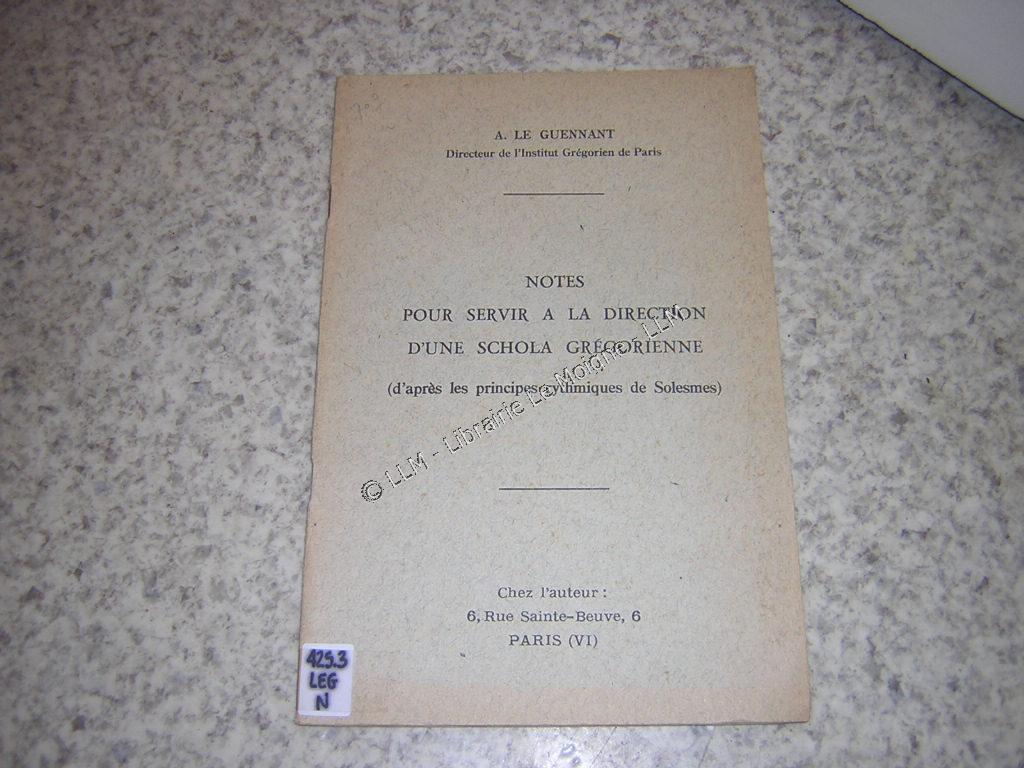 A. LE GUENNANT
Directeur de l'Institut Grégorien de Paris
NOTES
POUR SERVIR A LA DIRECTION
D'UNE SCHOLA GRÉGORIENNE
(d'après les principes rythmiques de Solesmes)
© LLM - Librairie Le Moigne - LLM
Chez l'auteur :
6, Rue Sainte-Beuve, 6
PARIS (VI)
425.3
LEG
N